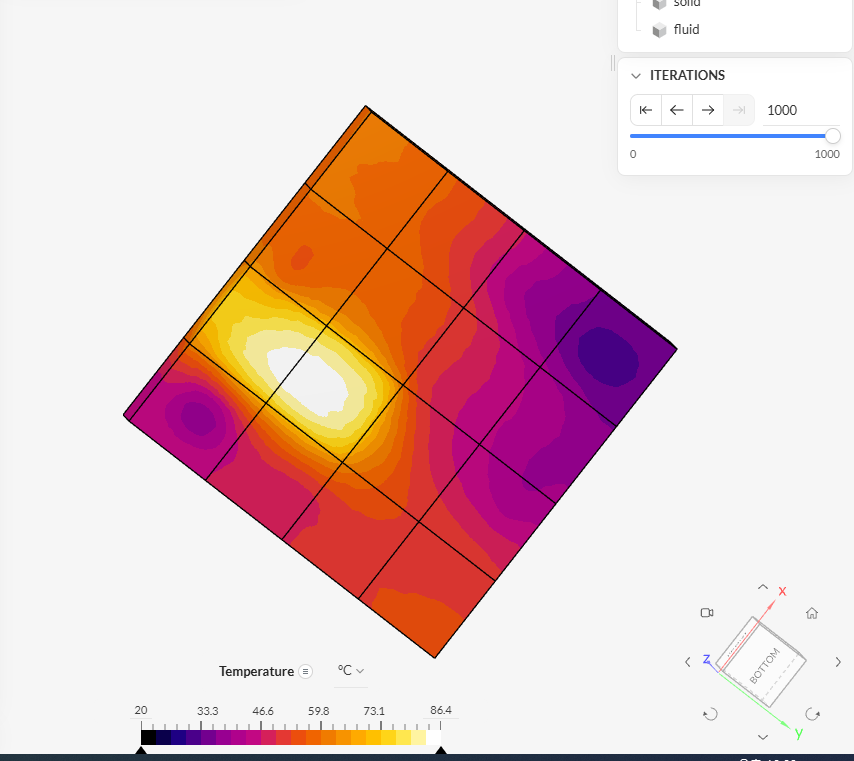 solid
fluid
ITERATIONS
1000
0 1000
X
Z
BOTTOM
Y
Temperature °C
20 33.3 46.6 59.8 73.1 86.4